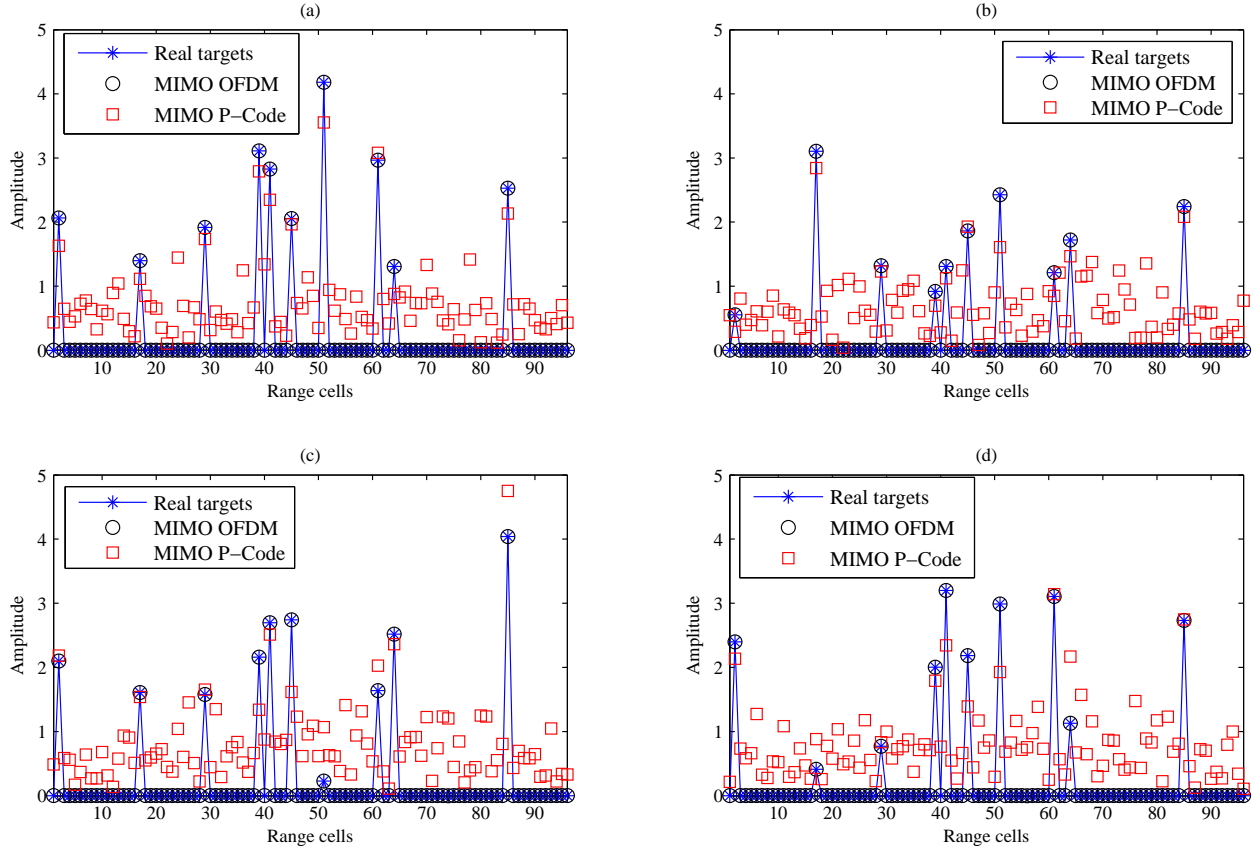 (a)
5
4
3
2
1
0
Amplitude
Real targets
MIMO OFDM
MIMO P−Code
10 20 30 40 50 60 70 80 90
Range cells
(b)
5
4
3
2
1
0
Amplitude
Real targets
MIMO OFDM
MIMO P−Code
10 20 30 40 50 60 70 80 90
Range cells
(c)
5
4
3
2
1
0
Amplitude
Real targets
MIMO OFDM
MIMO P−Code
10 20 30 40 50 60 70 80 90
Range cells
(d)
5
4
3
2
1
0
Amplitude
Real targets
MIMO OFDM
MIMO P−Code
10 20 30 40 50 60 70 80 90
Range cells